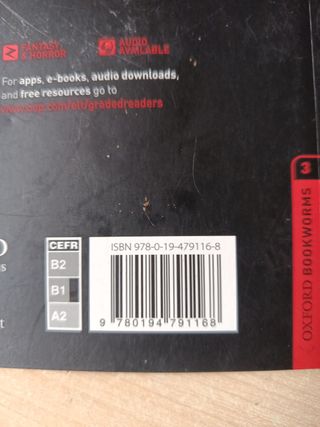 FANTASY
& HORROR
AUDIO
AVAILABLE
For apps, e-books, audio downloads,
and free resources go to
www.oup.com/elt/gradedreaders
3
OXFORD BOOKWORMS
CEFR
B2
B1
A2
ISBN 978-0-19-479116-8
9 780194 791168